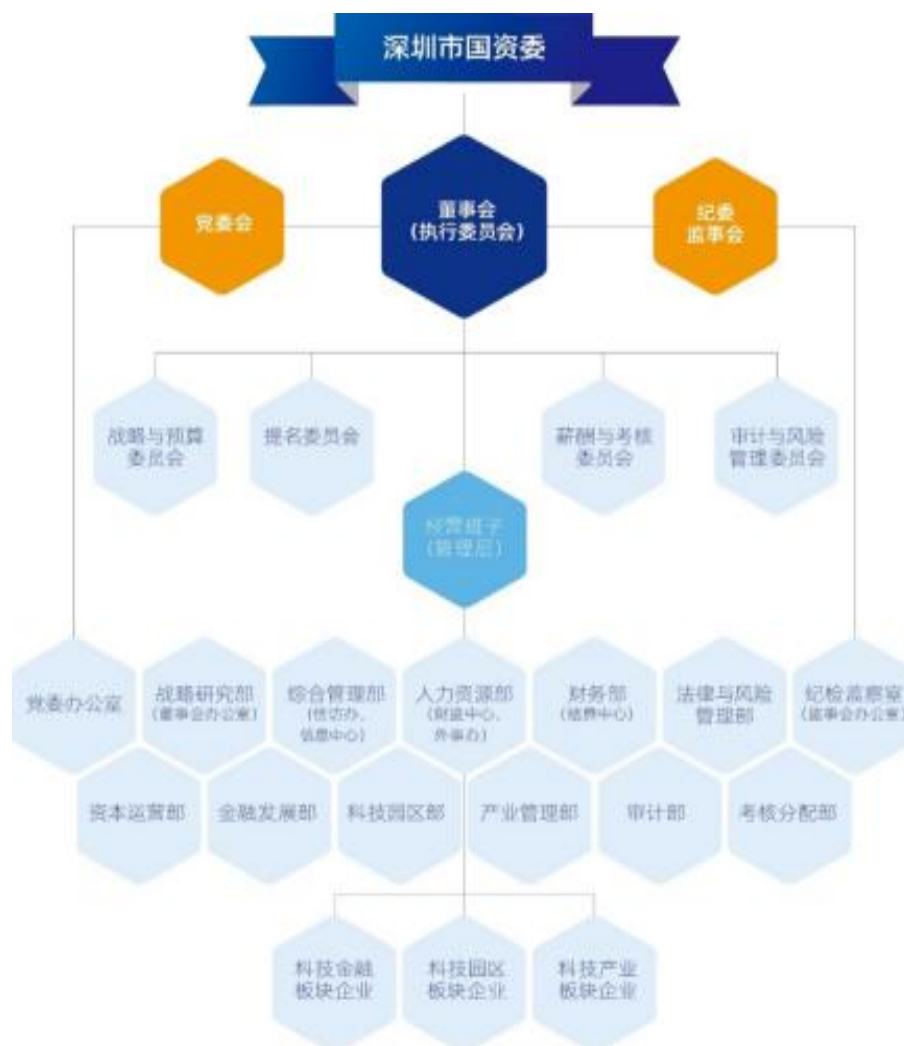 深圳市国资委
党委会
董事会
(执行委员会)
纪委
监事会
战略与预算
委员会
提名委员会
薪酬与考核
委员会
审计与风险
管理委员会
经营班子
(管理层)
党委办公室
战略研究部
(董事会办公室)
综合管理部
(信访办、
信息中心)
人力资源部
外事办)
财务部
法律与风险
管理部
纪检监察室
(监事会办公室)
资本运营部
金融发展部
科技园区部
产业管理部
审计部
考核分配部
科技金融
板块企业
科技园区
板块企业
科技产业
板块企业